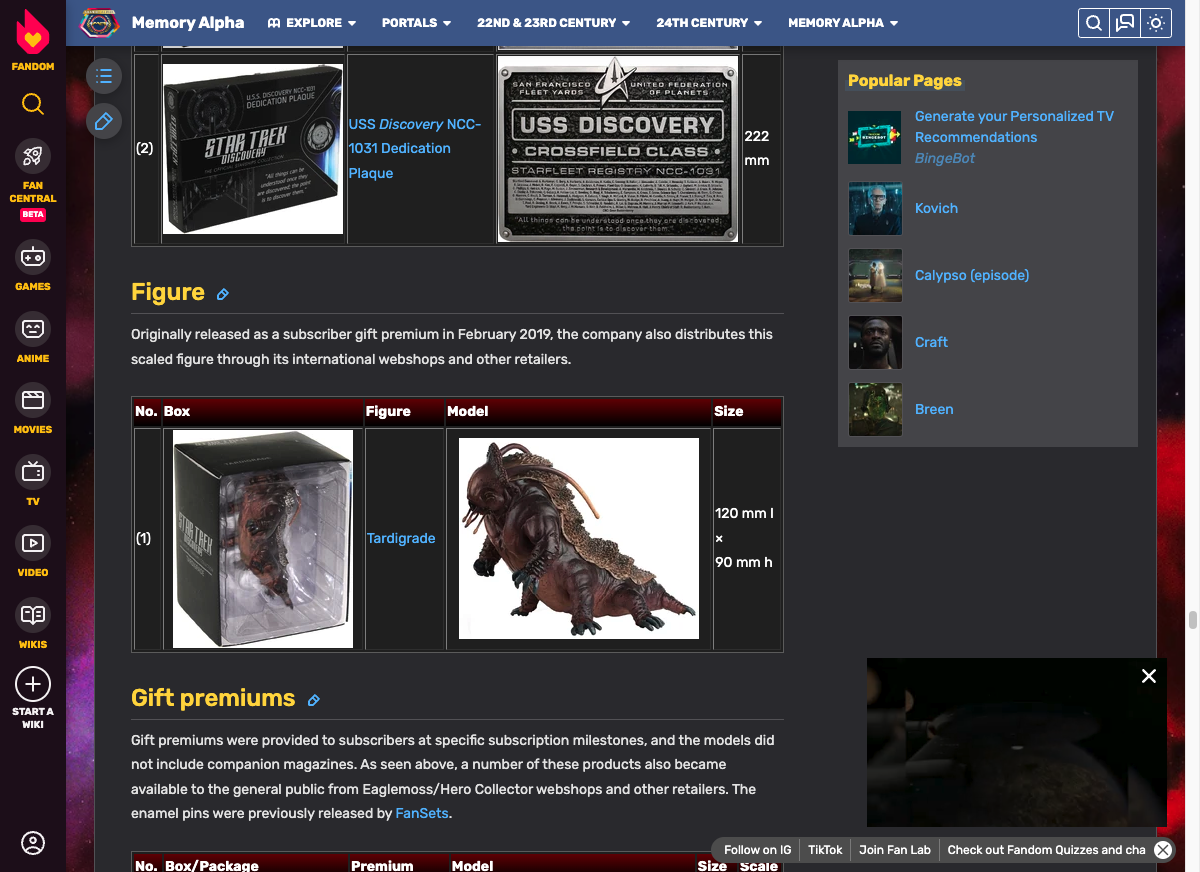 Memory Alpha
EXPLORE
PORTALS
22ND & 23RD CENTURY
24TH CENTURY
MEMORY ALPHA
FANDOM
FAN
CENTRAL
BETA
GAMES
ANIME
MOVIES
TV
VIDEO
WIKIS
START A
WIKI
(2)
U.S.S. DISCOVERY NCC-1031
DEDICATION PLAQUE
STAR TREK
DISCOVERY
"All things can be
understood once
they are discovered;
the point is
to discover them."
USS Discovery NCC-
1031 Dedication
Plaque
SAN FRANCISCO
FLEET YARDS
UNITED FEDERATION
OF PLANETS
USS DISCOVERY
CROSSFIELD CLASS
STARFLEET REGISTRY NCC-1031
"All things can be understood once they are discovered;
the point is to discover them."
222
mm
Figure
Originally released as a subscriber gift premium in February 2019, the company also distributes this
scaled figure through its international webshops and other retailers.
No. Box Figure Model Size
(1)
STAR TREK
Tardigrade
120 mm l
×
90 mm h
Gift premiums
Gift premiums were provided to subscribers at specific subscription milestones, and the models did
not include companion magazines. As seen above, a number of these products also became
available to the general public from Eaglemoss/Hero Collector webshops and other retailers. The
enamel pins were previously released by FanSets.
No. Box/Package Premium Model Size Scale
Popular Pages
Generate your Personalized TV
Recommendations
BingeBot
Kovich
Calypso (episode)
Craft
Breen
Follow on IG
TikTok
Join Fan Lab
Check out Fandom Quizzes and cha